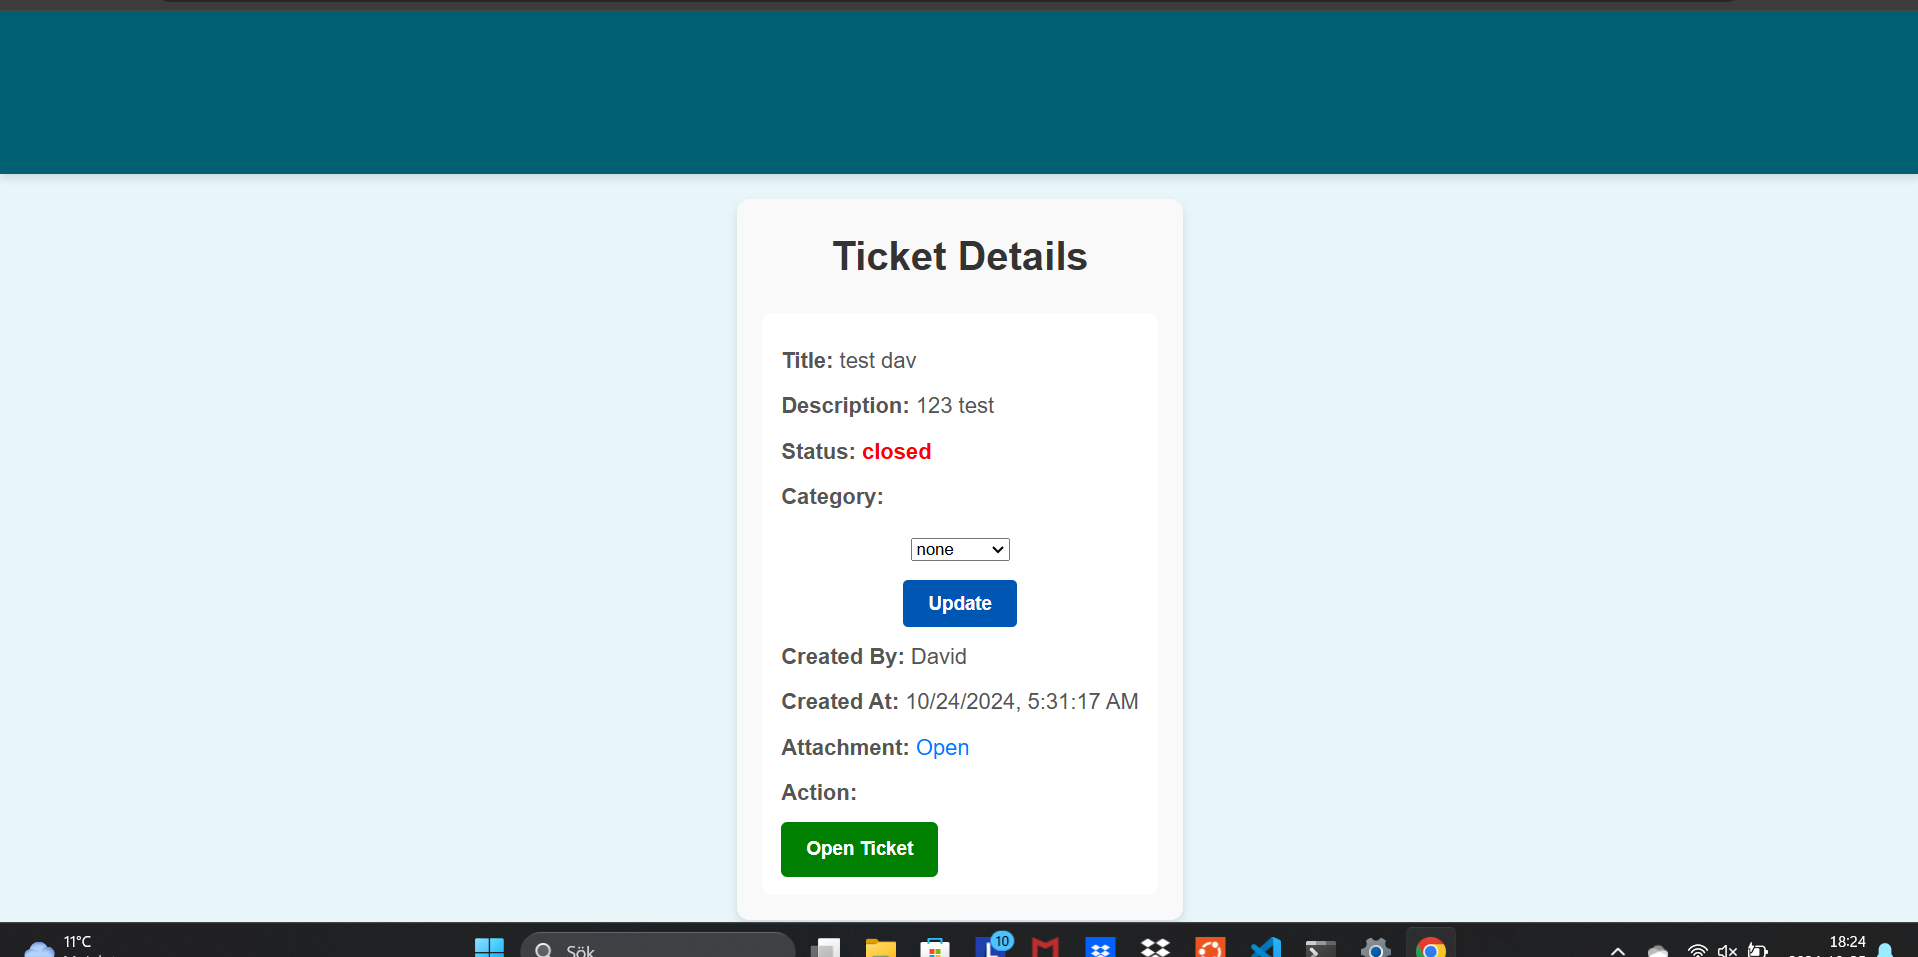 Ticket Details
Title: test dav
Description: 123 test
Status: closed
Category:
none
Update
Created By: David
Created At: 10/24/2024, 5:31:17 AM
Attachment: Open
Action:
Open Ticket
11°C
Sök
10
18:24